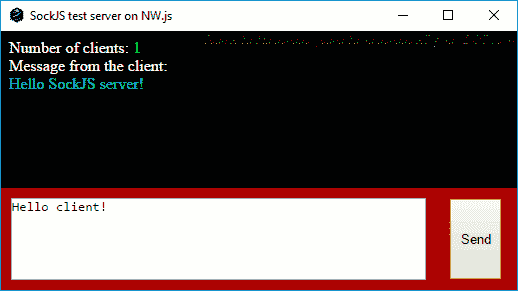 SockJS test server on NW.js
Number of clients: 1
Message from the client:
Hello SockJS server!
Hello client!
Send